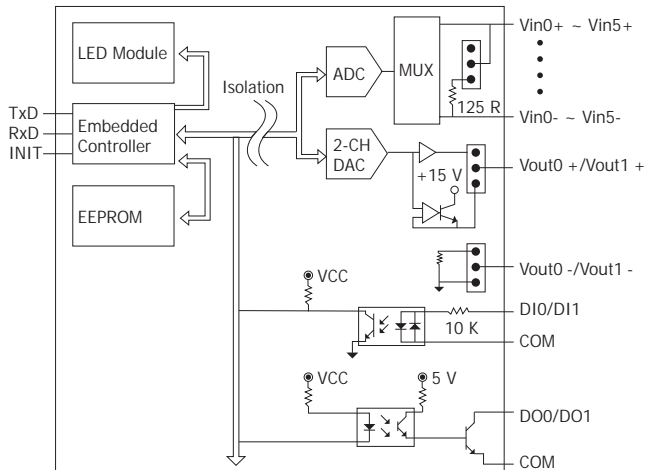 LED Module
Isolation
ADC
MUX
125 R
Vin0+ ~ Vin5+
Vin0- ~ Vin5-
TxD
RxD
INIT
Embedded
Controller
2-CH
DAC
+15 V
Vout0 +/Vout1 +
EEPROM
Vout0 -/Vout1 -
VCC
10 K
DI0/DI1
COM
VCC
5 V
DO0/DO1
COM